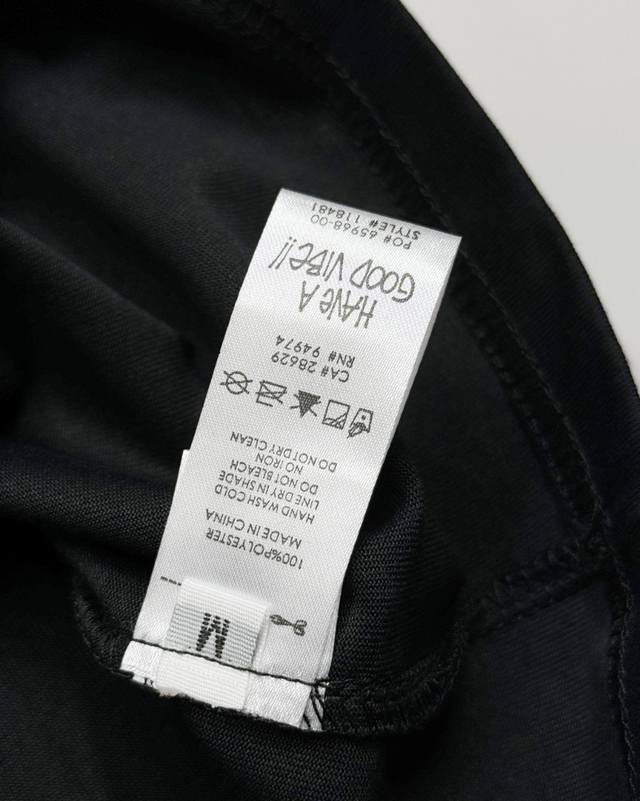 M
100%POLYESTER
MADE IN CHINA
HAND WASH COLD
LINE DRY IN SHADE
DO NOT BLEACH
NO IRON
DO NOT DRY CLEAN
RN# 94974
CA# 28629
HAVE A
GOOD VIBE!!
PO# 65968-00
STYLE# 118481